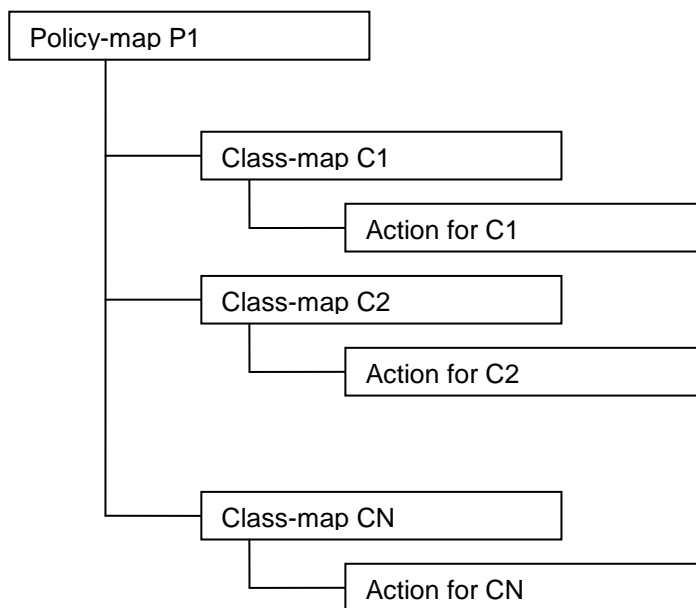 Policy-map P1
Class-map C1
Action for C1
Class-map C2
Action for C2
Class-map CN
Action for CN